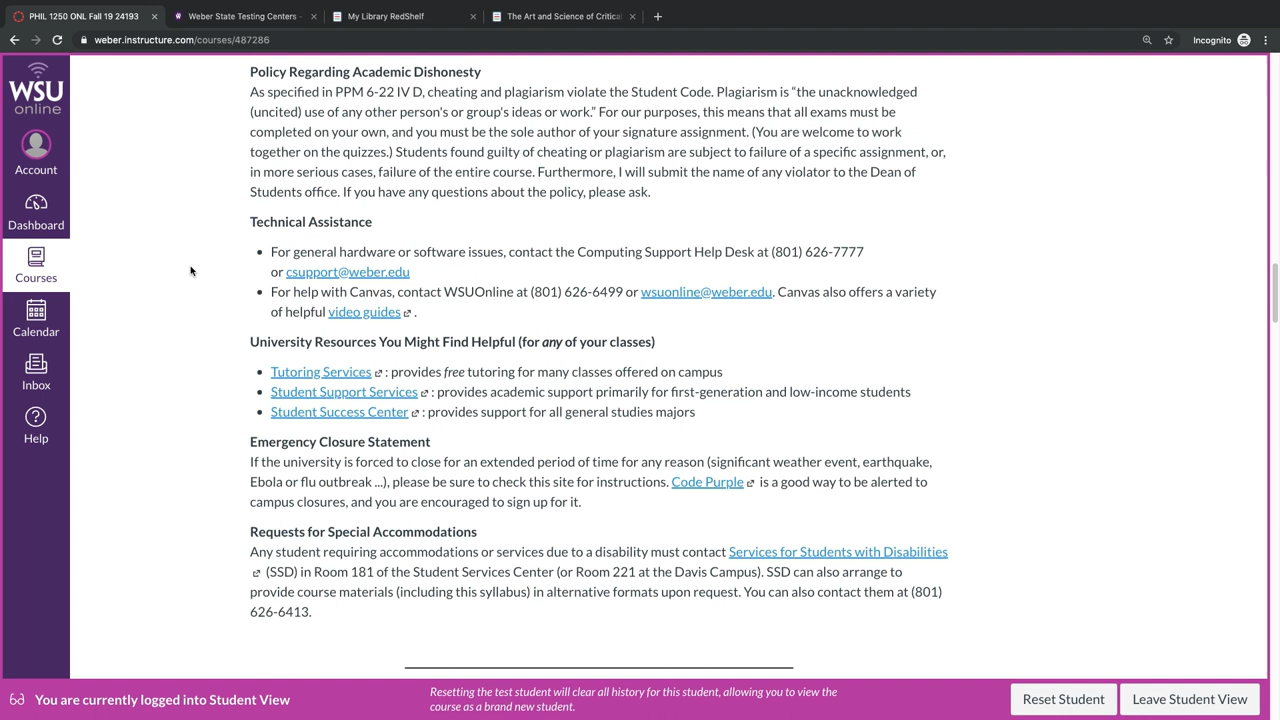 PHIL 1250 ONL Fall 19 24193
Weber State Testing Centers -
My Library RedShelf
The Art and Science of Critical
weber.instructure.com/courses/487286
Incognito
WSU
online
Account
Dashboard
Courses
Calendar
Inbox
Help
Policy Regarding Academic Dishonesty
As specified in PPM 6-22 IV D, cheating and plagiarism violate the Student Code. Plagiarism is “the unacknowledged
(uncited) use of any other person's or group's ideas or work.” For our purposes, this means that all exams must be
completed on your own, and you must be the sole author of your signature assignment. (You are welcome to work
together on the quizzes.) Students found guilty of cheating or plagiarism are subject to failure of a specific assignment, or,
in more serious cases, failure of the entire course. Furthermore, I will submit the name of any violator to the Dean of
Students office. If you have any questions about the policy, please ask.
Technical Assistance
• For general hardware or software issues, contact the Computing Support Help Desk at (801) 626-7777
or csupport@weber.edu
• For help with Canvas, contact WSUOnline at (801) 626-6499 or wsuonline@weber.edu. Canvas also offers a variety
of helpful video guides .
University Resources You Might Find Helpful (for any of your classes)
• Tutoring Services : provides free tutoring for many classes offered on campus
• Student Support Services : provides academic support primarily for first-generation and low-income students
• Student Success Center : provides support for all general studies majors
Emergency Closure Statement
If the university is forced to close for an extended period of time for any reason (significant weather event, earthquake,
Ebola or flu outbreak ...), please be sure to check this site for instructions. Code Purple is a good way to be alerted to
campus closures, and you are encouraged to sign up for it.
Requests for Special Accommodations
Any student requiring accommodations or services due to a disability must contact Services for Students with Disabilities
(SSD) in Room 181 of the Student Services Center (or Room 221 at the Davis Campus). SSD can also arrange to
provide course materials (including this syllabus) in alternative formats upon request. You can also contact them at (801)
626-6413.
You are currently logged into Student View
Resetting the test student will clear all history for this student, allowing you to view the
course as a brand new student.
Reset Student
Leave Student View